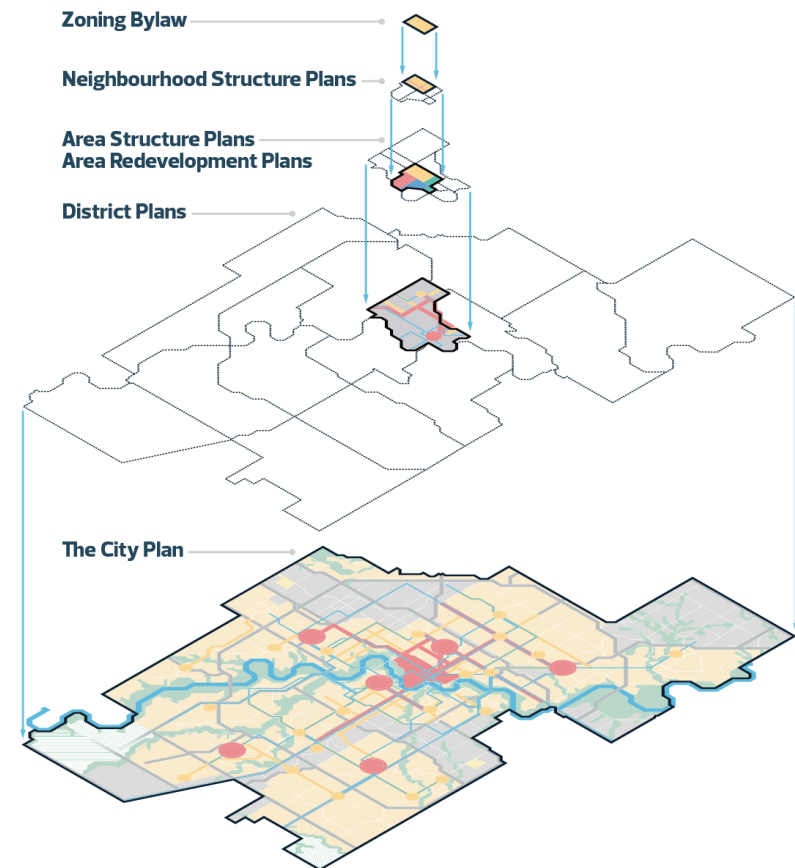 Zoning Bylaw
Neighbourhood Structure Plans
Area Structure Plans
Area Redevelopment Plans
District Plans
The City Plan